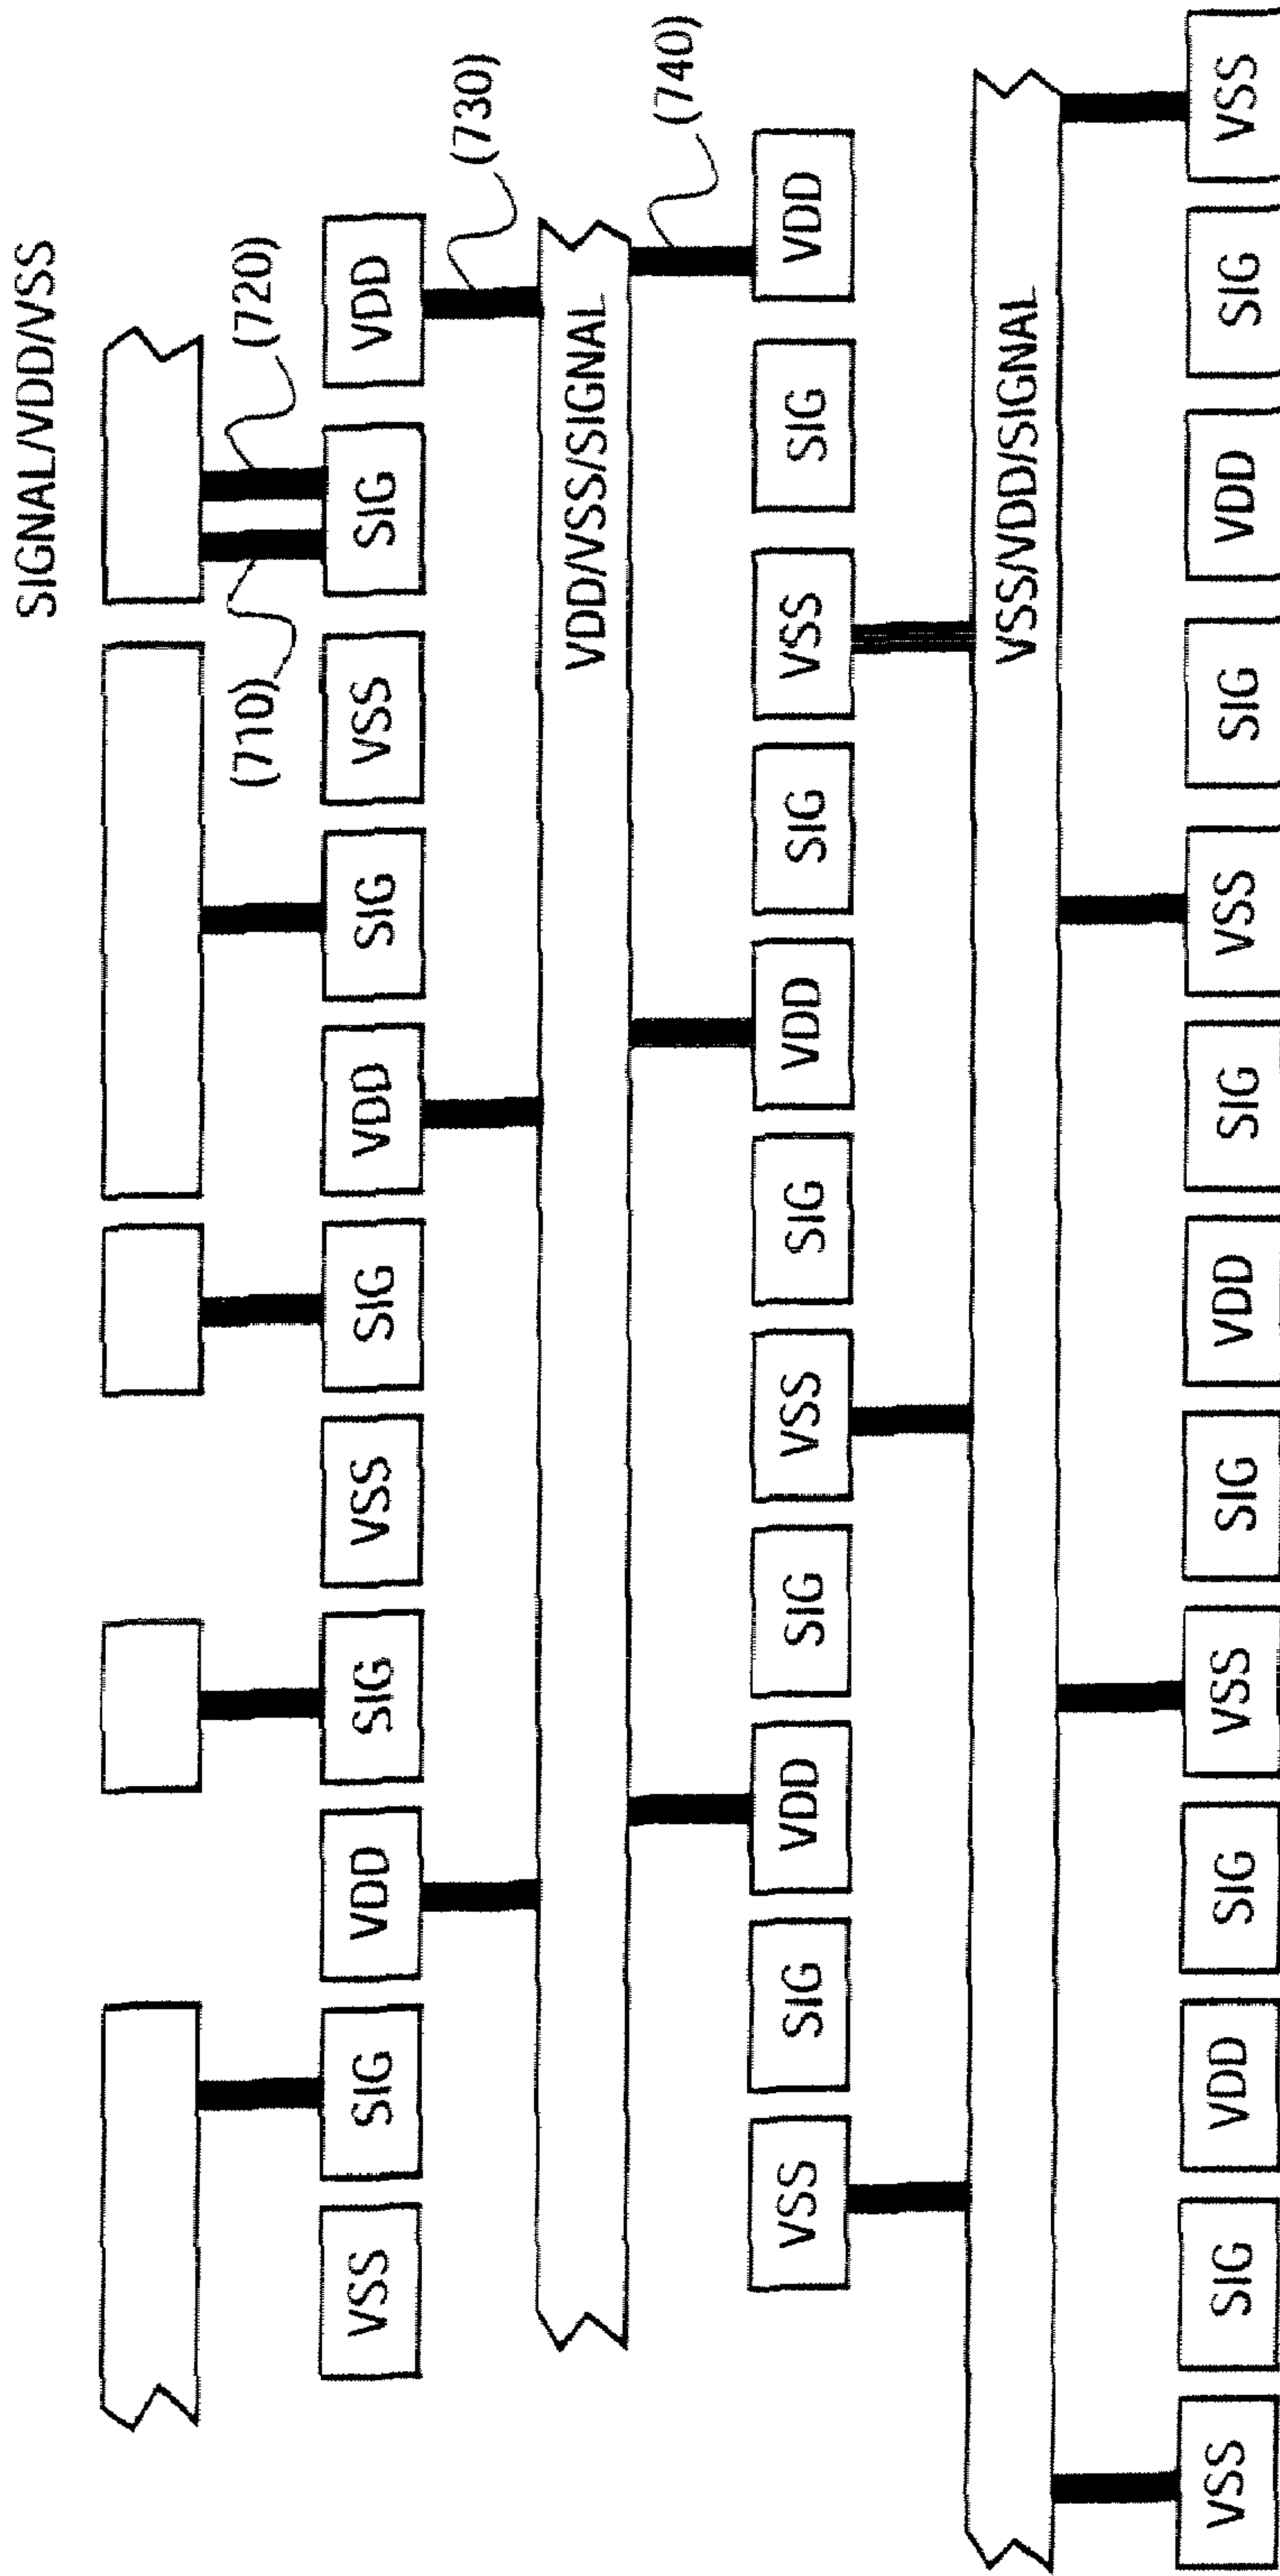 SIGNAL/VDD/VSS
(710) (720)
VSS SIG VDD SIG VSS SIG VDD SIG VSS SIG VDD
(730)
VDD/VSS/SIGNAL
(740)
VSS SIG VDD SIG VSS SIG VDD SIG VSS SIG VDD
VSS/VDD/SIGNAL
VSS SIG VDD SIG VSS SIG VDD SIG VSS SIG VDD SIG VSS